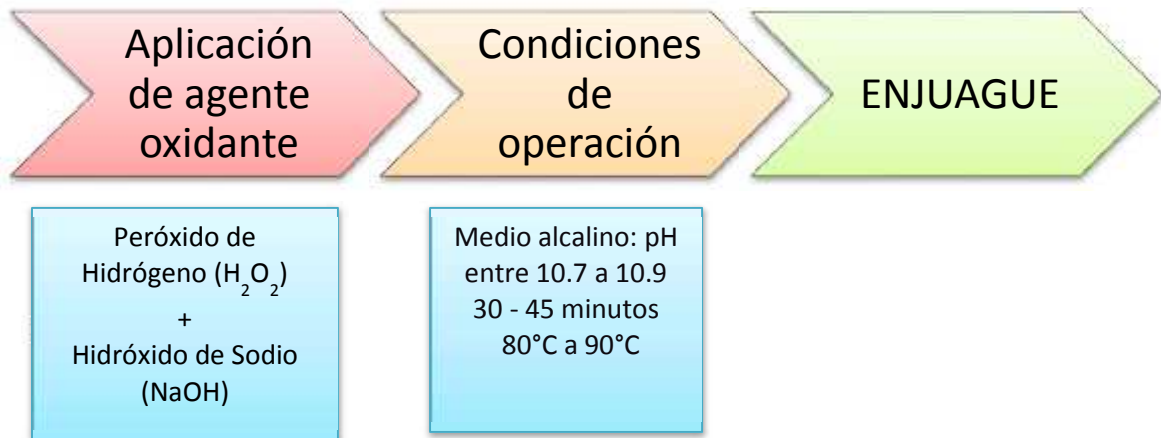 Aplicación
de agente
oxidante
Condiciones
de
operación
ENJUAGUE
Peróxido de
Hidrógeno (H₂O₂)
+
Hidróxido de Sodio
(NaOH)
Medio alcalino: pH
entre 10.7 a 10.9
30 - 45 minutos
80°C a 90°C